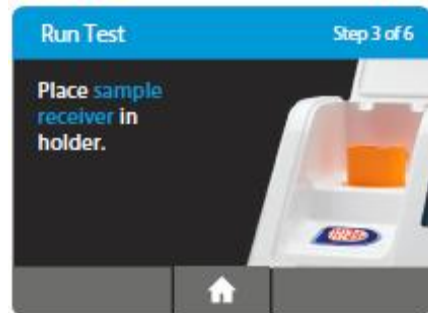 Run Test
Step 3 of 6
Place sample
receiver in
holder.